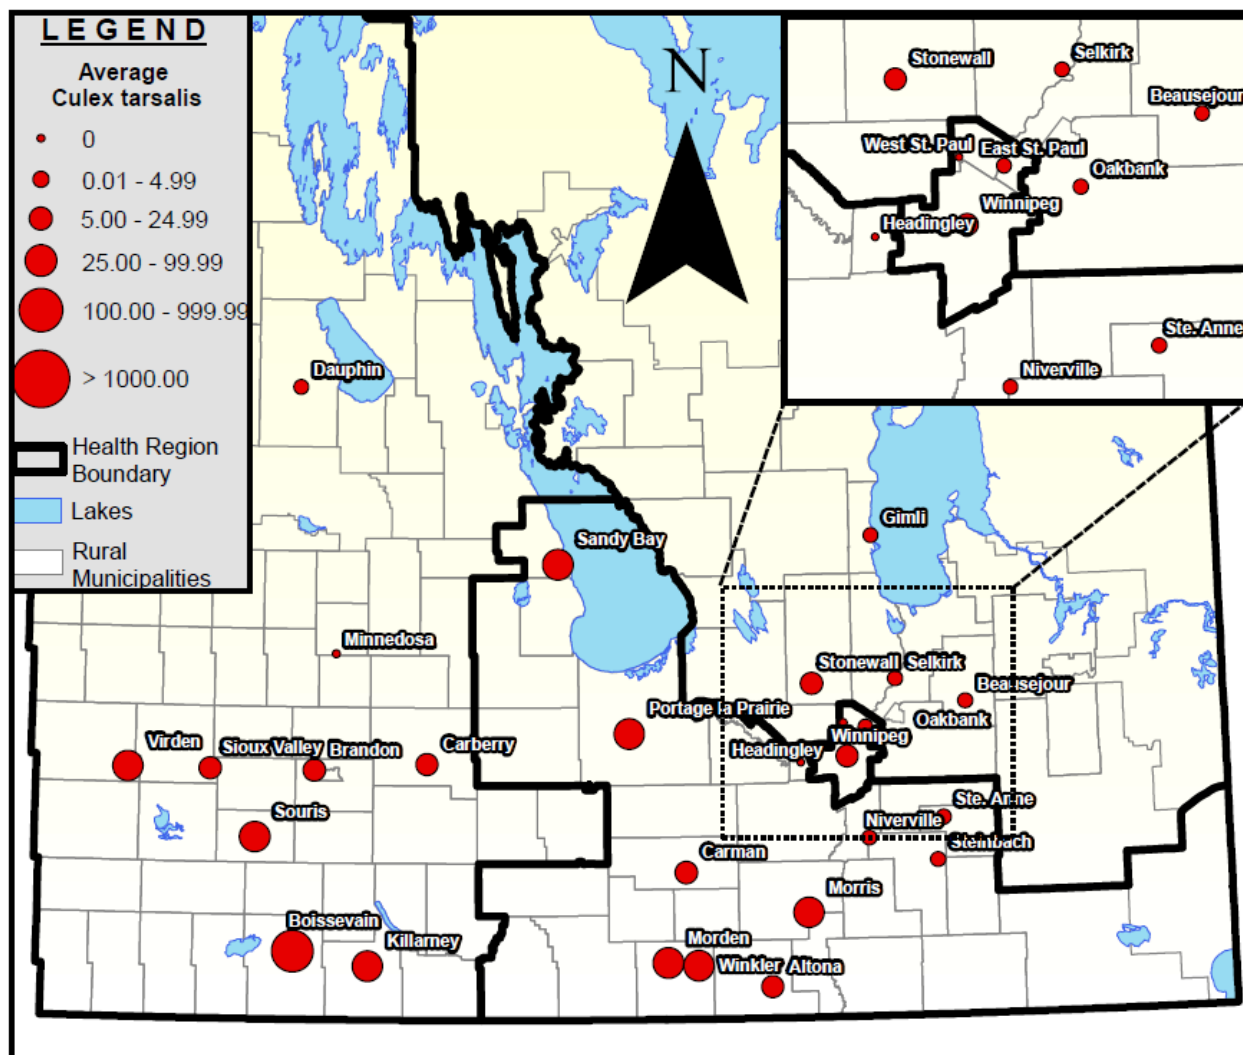 LEGEND
Average
Culex tarsalis
0
0.01 - 4.99
5.00 - 24.99
25.00 - 99.99
100.00 - 999.99
> 1000.00
Health Region
Boundary
Lakes
Rural
Municipalities
N
Stonewall
Selkirk
Beausejour
West St. Paul
East St. Paul
Oakbank
Winnipeg
Headingley
Ste. Anne
Niverville
Dauphin
Gimli
Sandy Bay
Minnedosa
Stonewall
Selkirk
Beausejour
Portage la Prairie
Oakbank
Winnipeg
Headingley
Virden
Sioux Valley
Brandon
Carberry
Souris
Ste. Anne
Niverville
Steinbach
Carman
Morris
Boissevain
Killarney
Morden
Winkler
Altona